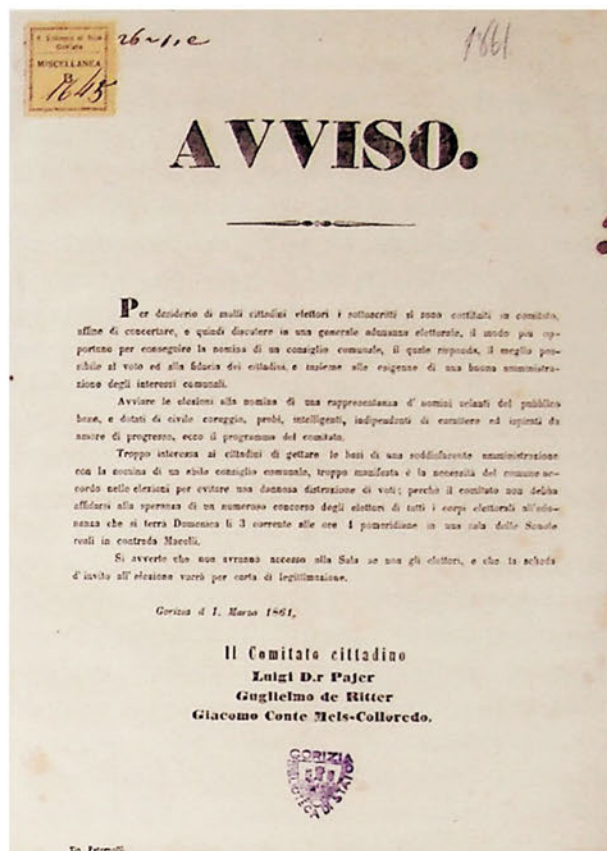 MISCELLANEA
B
1645
1861
AVVISO.
Per desiderio di molti cittadini elettori i sottoscritti si sono costituiti in comitato,
affine di concertare, e quindi discutere in una generale adunanza elettorale, il modo più op-
portuno per conseguire la nomina di un consiglio comunale, il quale risponda, il meglio pos-
sibile al voto ed alla fiducia dei cittadini, e insieme alle esigenze di una buona amministra-
zione degli interessi comunali.
Avviare le elezioni alla nomina di una rappresentanza d' uomini zelanti del pubblico
bene, e dotati di civile coraggio, probi, intelligenti, indipendenti di carattere ed ispirati da
amore di progresso, ecco il programma del comitato.
Troppo interessa ai cittadini di gettare le basi di una soddisfacente amministrazione
con la nomina di un abile consiglio comunale, troppo manifesta è la necessità del comune ac-
cordo nelle elezioni per evitare una dannosa distrazione di voti; perchè il comitato non debba
affidarsi alla speranza di un numeroso concorso degli elettori di tutti i corpi elettorali all'adu-
nanza che si terrà Domenica li 3 corrente alle ore 4 pomeridiane in una sala delle Scuole
reali in contrada Macelli.
Si avverte che non avranno accesso alla Sala se non gli elettori, e che la scheda
d' invito all' elezione varrà per carta di legittimazione.
Gorizia 1. Marzo 1861.
Il Comitato cittadino
Luigi D.r Pajer
Guglielmo de Ritter
Giacomo Conte Mels-Colloredo.
GORIZIA
BIBLIOTECA DI STATO